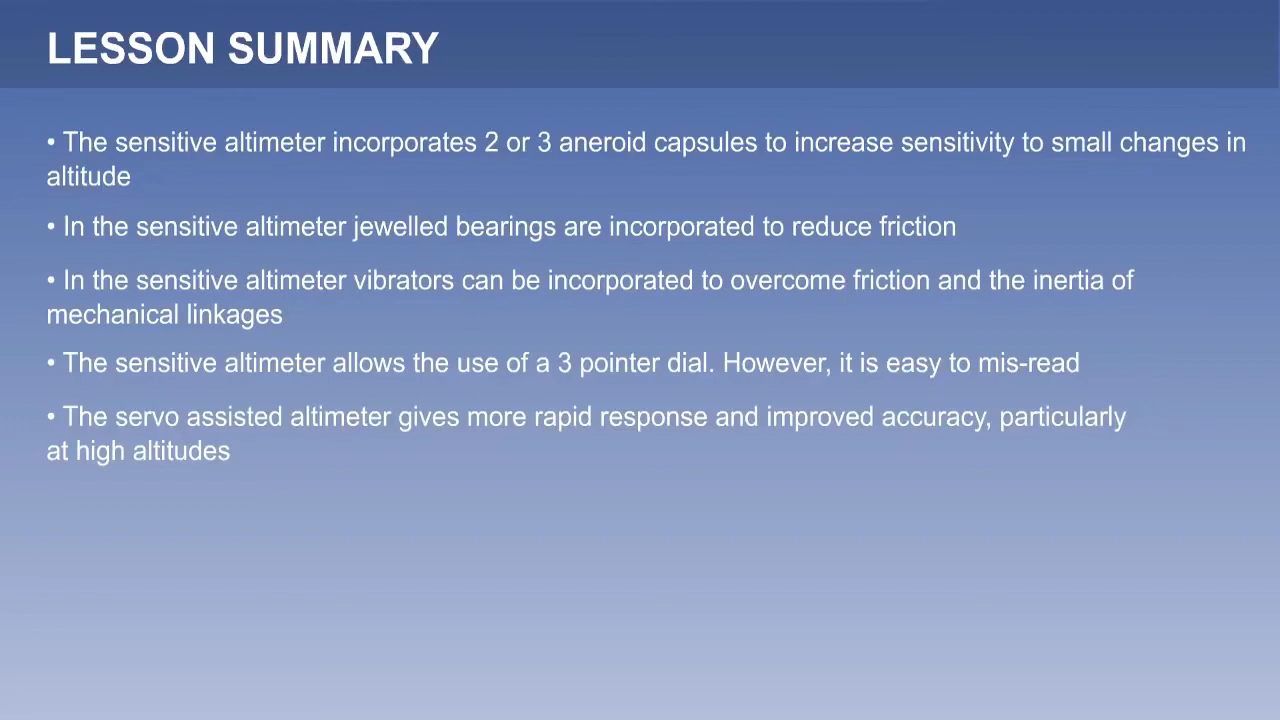 LESSON SUMMARY
• The sensitive altimeter incorporates 2 or 3 aneroid capsules to increase sensitivity to small changes in
altitude
• In the sensitive altimeter jewelled bearings are incorporated to reduce friction
• In the sensitive altimeter vibrators can be incorporated to overcome friction and the inertia of
mechanical linkages
• The sensitive altimeter allows the use of a 3 pointer dial. However, it is easy to mis-read
• The servo assisted altimeter gives more rapid response and improved accuracy, particularly
at high altitudes